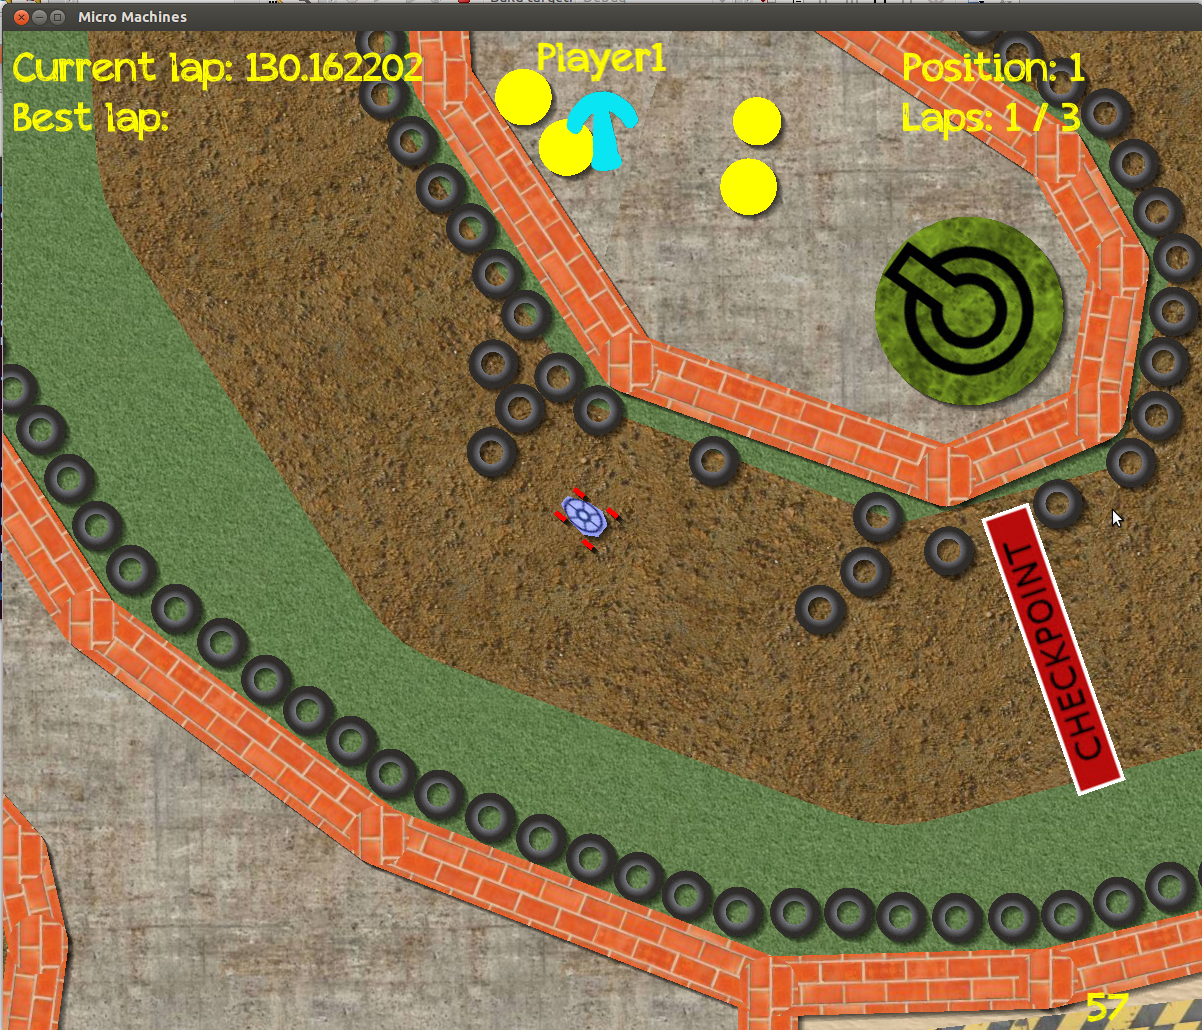 Micro Machines
Current lap: 130.162202
Best lap:
Player1
Position: 1
Laps: 1 / 3
CHECKPOINT
57